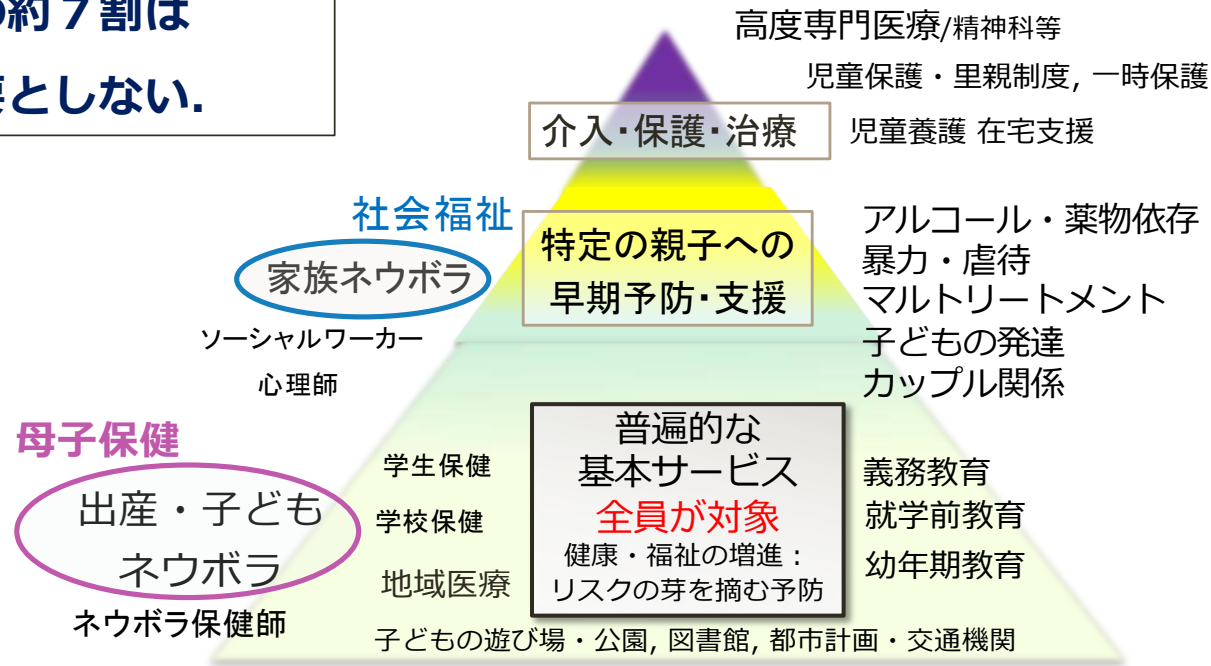 の約７割は
要としない.
高度専門医療/精神科等
児童保護・里親制度, 一時保護
介入・保護・治療
児童養護 在宅支援
社会福祉
家族ネウボラ
ソーシャルワーカー
心理師
特定の親子への
早期予防・支援
アルコール・薬物依存
暴力・虐待
マルトリートメント
子どもの発達
カップル関係
母子保健
出産・子ども
ネウボラ
ネウボラ保健師
学生保健
学校保健
地域医療
普遍的な
基本サービス
全員が対象
健康・福祉の増進：
リスクの芽を摘む予防
義務教育
就学前教育
幼年期教育
子どもの遊び場・公園, 図書館, 都市計画・交通機関